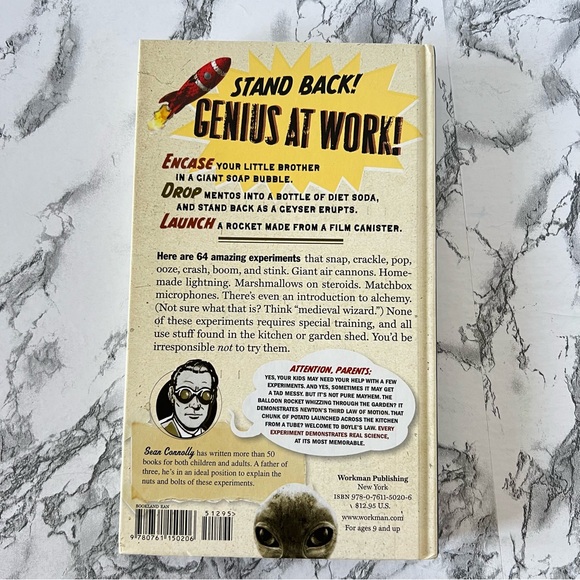 STAND BACK!
GENIUS AT WORK!
ENCASE YOUR LITTLE BROTHER
IN A GIANT SOAP BUBBLE.
DROP MENTOS INTO A BOTTLE OF DIET SODA,
AND STAND BACK AS A GEYSER ERUPTS.
LAUNCH A ROCKET MADE FROM A FILM CANISTER.
Here are 64 amazing experiments that snap, crackle, pop,
ooze, crash, boom, and stink. Giant air cannons. Home-
made lightning. Marshmallows on steroids. Matchbox
microphones. There's even an introduction to alchemy.
(Not sure what that is? Think "medieval wizard.") None
of these experiments requires special training, and all
use stuff found in the kitchen or garden shed. You'd be
irresponsible not to try them.
ATTENTION, PARENTS:
YES, YOUR KIDS MAY NEED YOUR HELP WITH A FEW
EXPERIMENTS. AND YES, SOMETIMES IT MAY GET
A TAD MESSY. BUT IT'S NOT PURE MAYHEM. THE
BALLOON ROCKET WHIZZING THROUGH THE GARDEN? IT
DEMONSTRATES NEWTON'S THIRD LAW OF MOTION. THAT
CHUNK OF POTATO LAUNCHED ACROSS THE KITCHEN
FROM A TUBE? WELCOME TO BOYLE'S LAW. EVERY
EXPERIMENT DEMONSTRATES REAL SCIENCE,
AT ITS MOST MEMORABLE.
Sean Connolly has written more than 50
books for both children and adults. A father of
three, he's in an ideal position to explain the
nuts and bolts of these experiments.
Workman Publishing
New York
ISBN 978-0-7611-5020-6
$12.95 U.S.
www.workman.com
For ages 9 and up
BOOKLAND EAN
51295
9 780761 150206